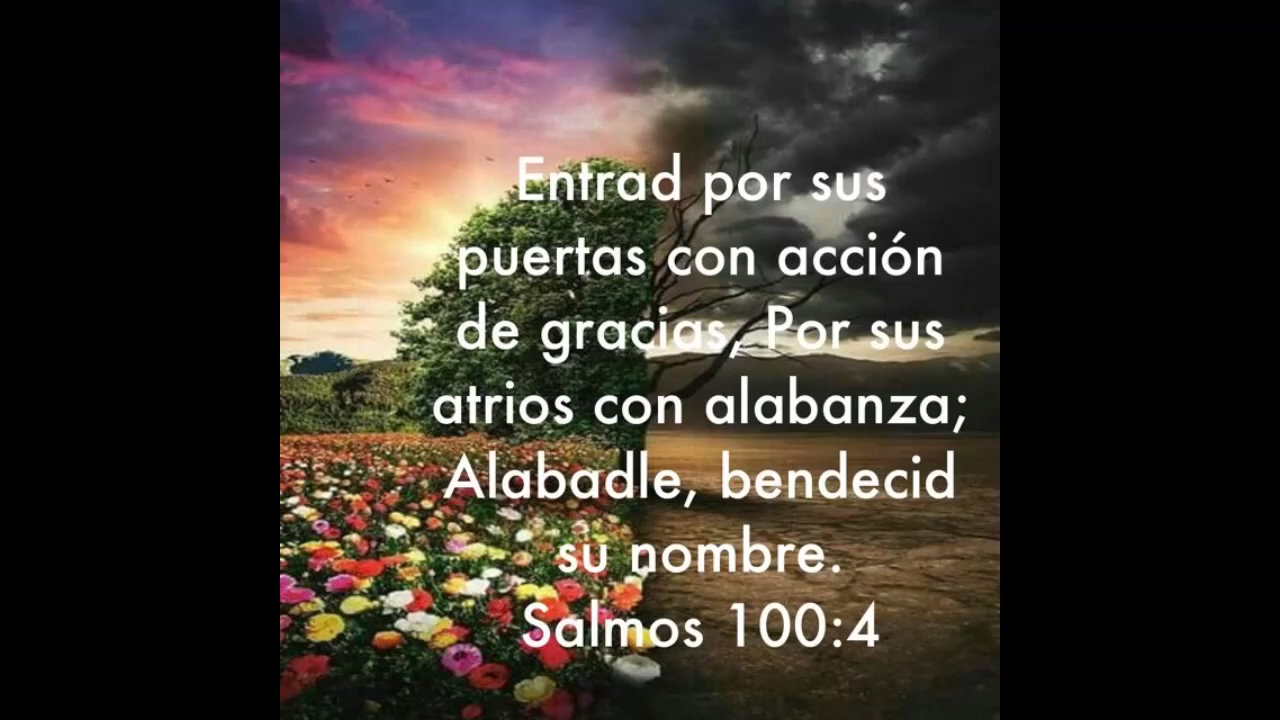 Entrad por sus
puertas con acción
de gracias, Por sus
atrios con alabanza;
Alabadle, bendecid
su nombre.
Salmos 100:4